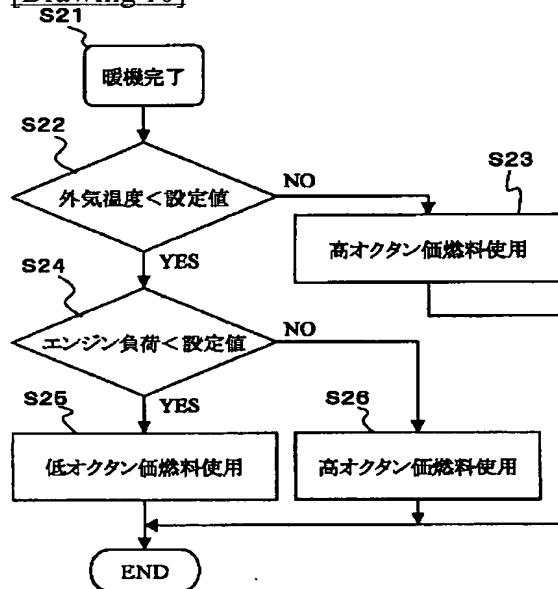 [Drawing 10]
S21
暖機完了
S22
外気温度<設定値
NO
S23
高オクタン価燃料使用
YES
S24
エンジン負荷<設定値
NO
YES
S25
低オクタン価燃料使用
S26
高オクタン価燃料使用
END